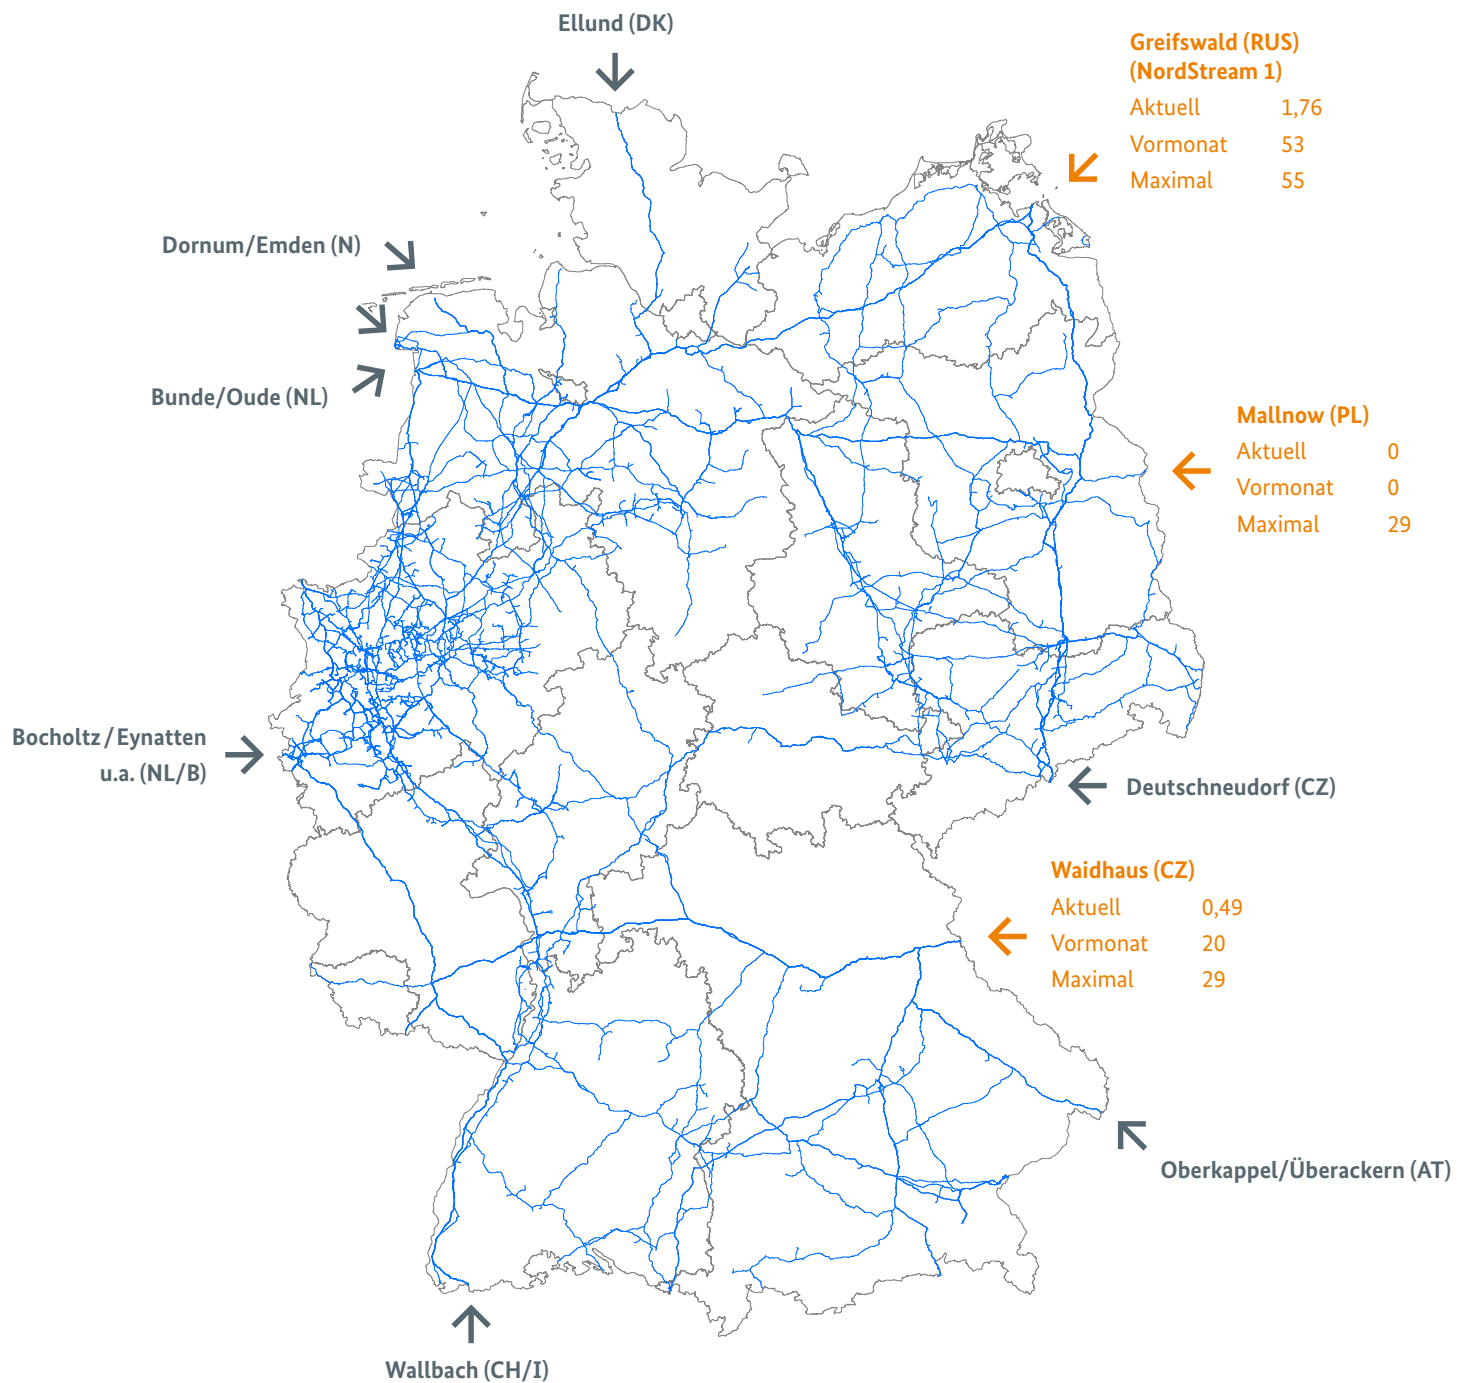 Ellund (DK)
Greifswald (RUS)
(NordStream 1)
Aktuell 1,76
Vormonat 53
Maximal 55
Dornum/Emden (N)
Bunde/Oude (NL)
Mallnow (PL)
Aktuell 0
Vormonat 0
Maximal 29
Bocholtz / Eynatten
u.a. (NL/B)
Deutschneudorf (CZ)
Waidhaus (CZ)
Aktuell 0,49
Vormonat 20
Maximal 29
Oberkappel/Überackern (AT)
Wallbach (CH/I)